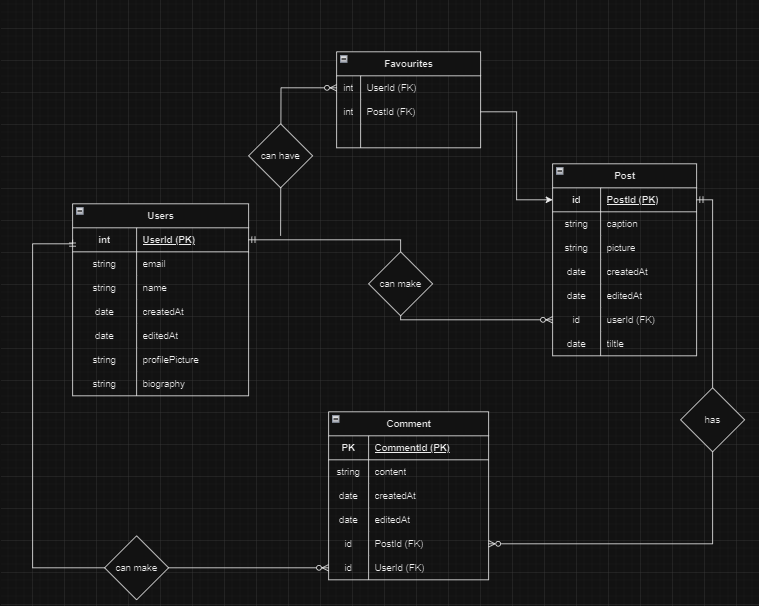 Favourites
int UserId (FK)
int PostId (FK)
can have
Post
id PostId (PK)
string caption
string picture
date createdAt
date editedAt
id userId (FK)
date tiltle
Users
int UserId (PK)
string email
string name
date createdAt
date editedAt
string profilePicture
string biography
can make
has
Comment
PK CommentId (PK)
string content
date createdAt
date editedAt
id PostId (FK)
id UserId (FK)
can make